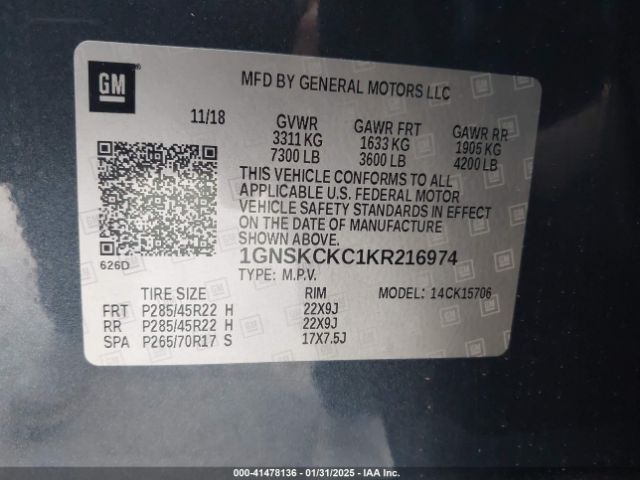 GM
MFD BY GENERAL MOTORS LLC
11/18 GVWR GAWR FRT GAWR RR
3311 KG 1633 KG 1905 KG
7300 LB 3600 LB 4200 LB
THIS VEHICLE CONFORMS TO ALL
APPLICABLE U.S. FEDERAL MOTOR
VEHICLE SAFETY STANDARDS IN EFFECT
ON THE DATE OF MANUFACTURE
SHOWN ABOVE.
626D
1GNSKCKC1KR216974
TYPE: M.P.V.
TIRE SIZE RIM MODEL: 14CK15706
FRT P285/45R22 H 22X9J
RR P285/45R22 H 22X9J
SPA P265/70R17 S 17X7.5J
000-41478136 - 01/31/2025 - IAA Inc.